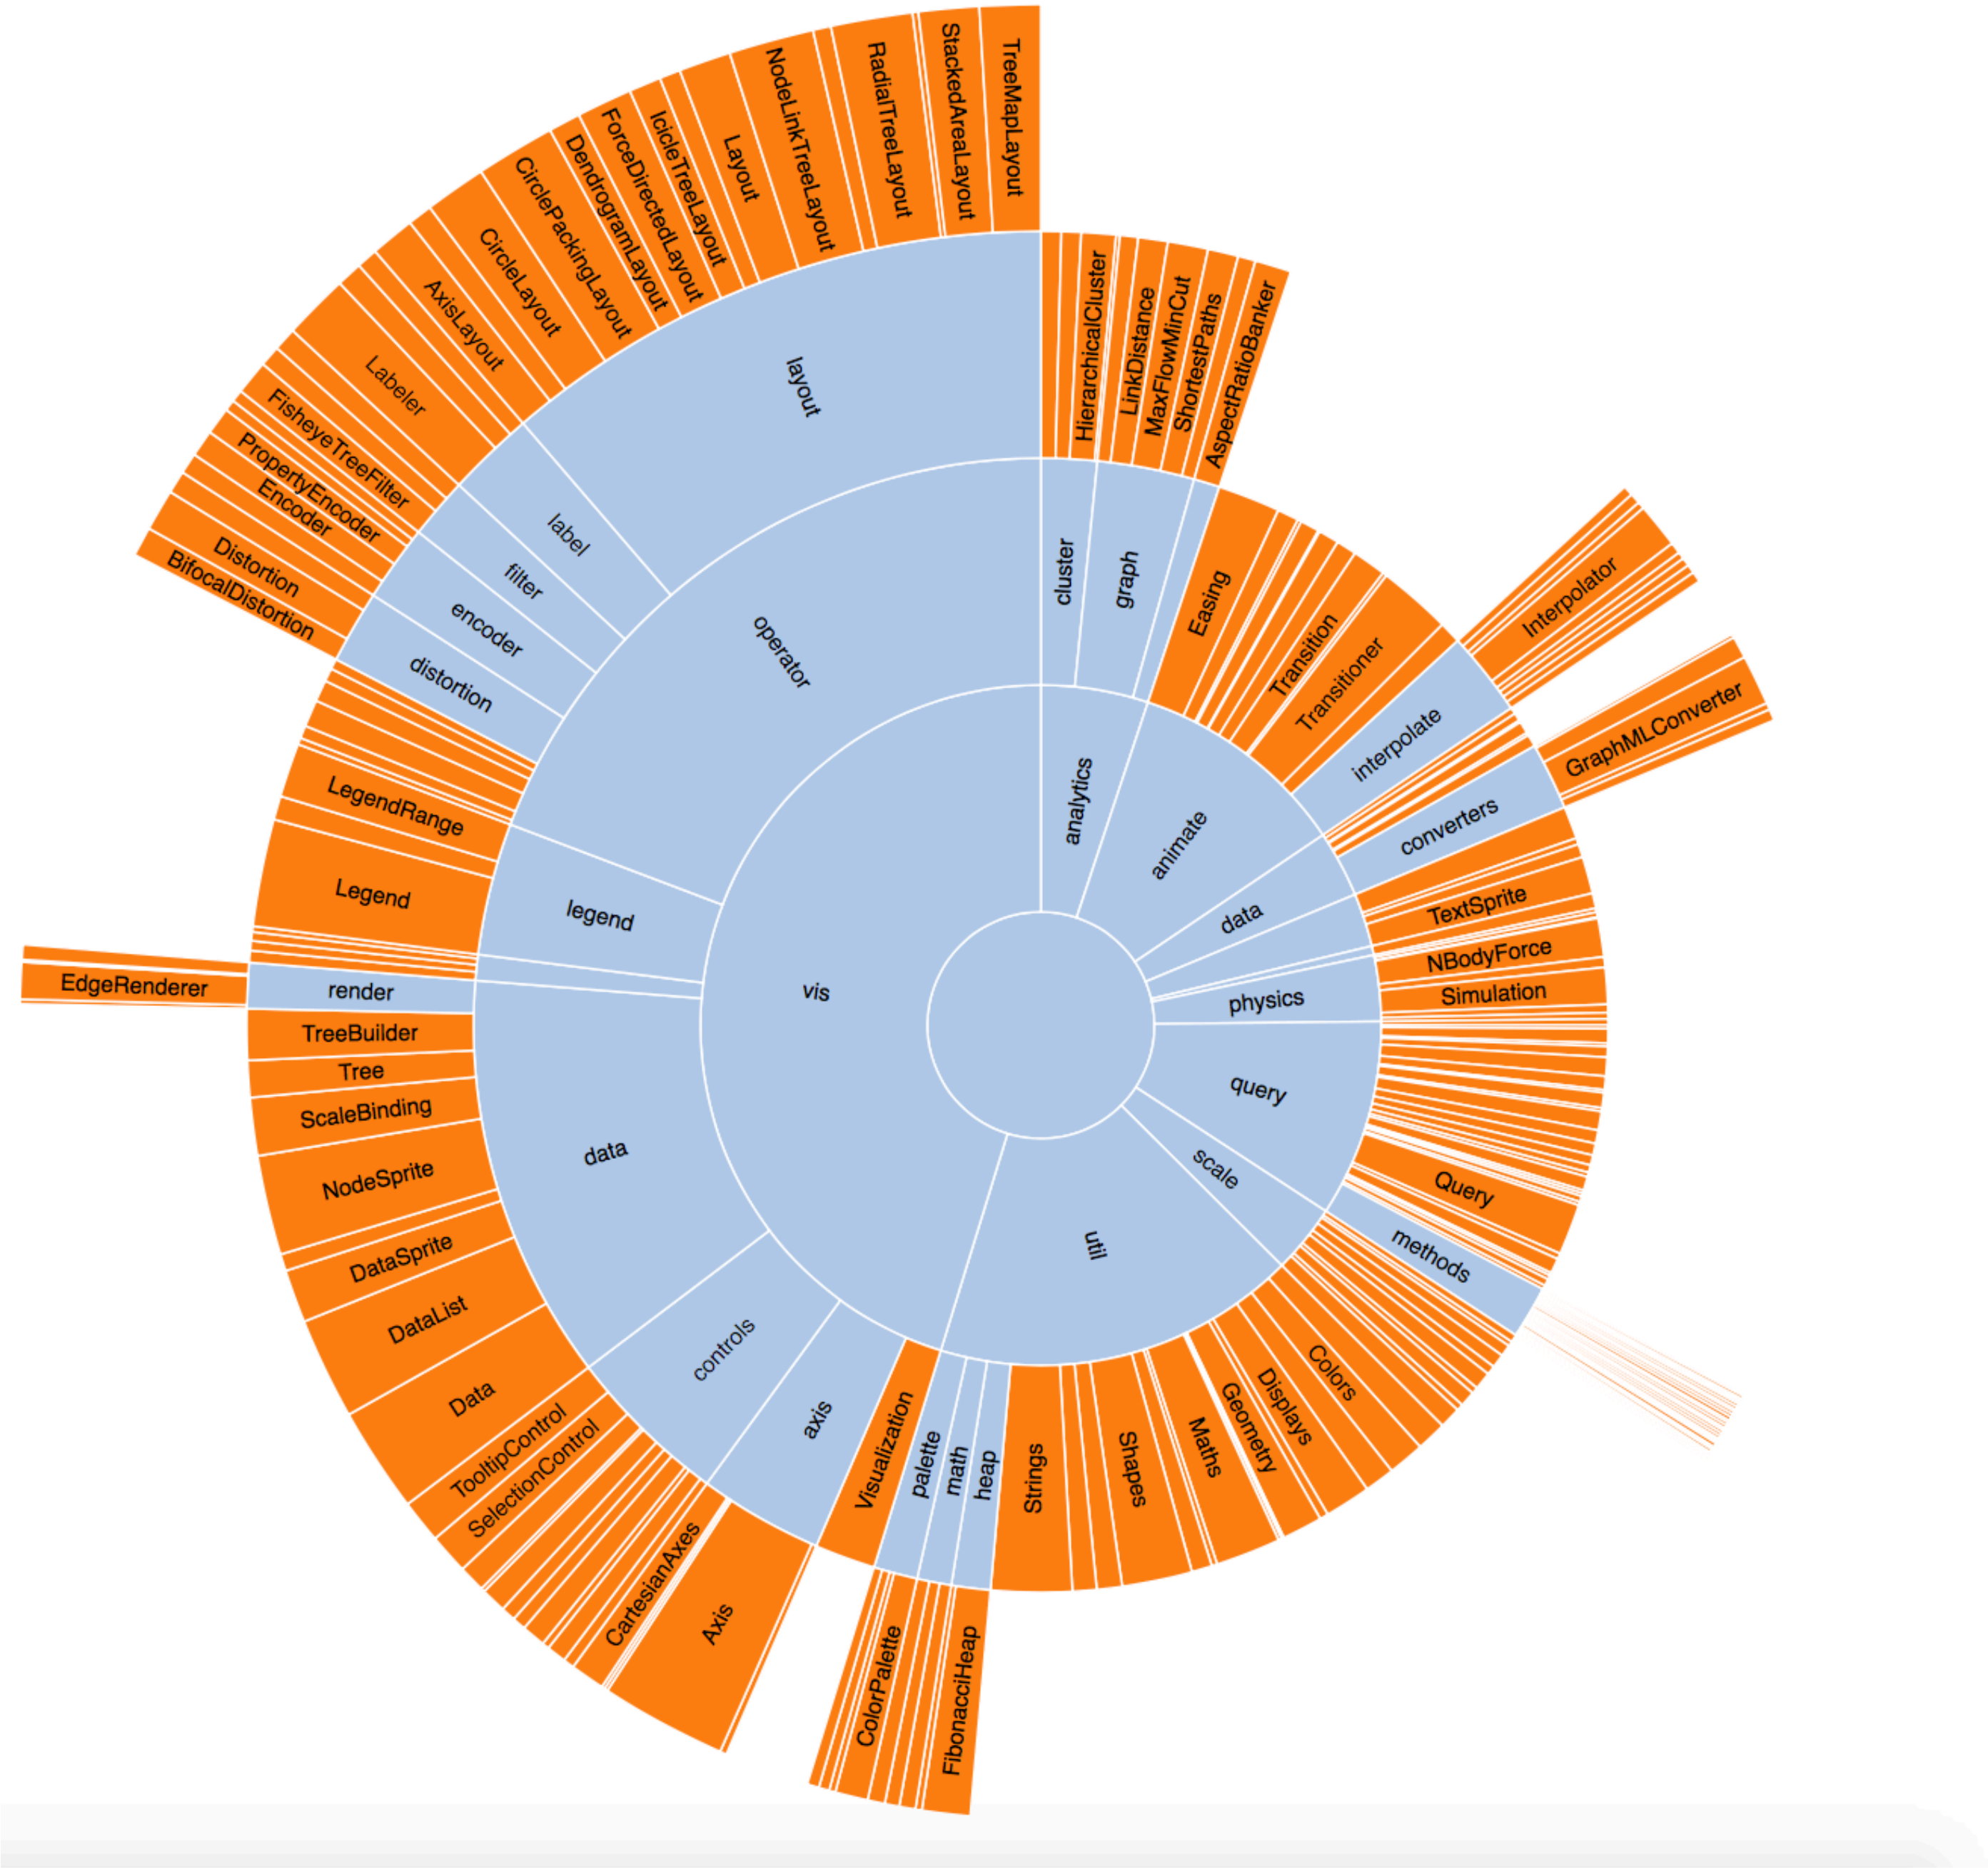 TreeMapLayout
StackedAreaLayout
RadialTreeLayout
NodeLinkTreeLayout
Layout
IcicleTreeLayout
ForceDirectedLayout
DendrogramLayout
CirclePackingLayout
CircleLayout
AxisLayout
Labeler
FisheyeTreeFilter
PropertyEncoder
Encoder
Distortion
BifocalDistortion
layout
label
filter
encoder
distortion
operator
HierarchicalCluster
LinkDistance
MaxFlowMinCut
ShortestPaths
AspectRatioBanker
cluster
graph
analytics
Easing
Transition
Transitioner
Interpolator
interpolate
animate
GraphMLConverter
converters
data
TextSprite
NBodyForce
Simulation
physics
query
Query
methods
scale
util
Colors
Displays
Geometry
Maths
Shapes
Strings
heap
math
palette
FibonacciHeap
ColorPalette
vis
Visualization
axis
Axis
CartesianAxes
controls
SelectionControl
TooltipControl
data
Data
DataList
DataSprite
NodeSprite
ScaleBinding
Tree
TreeBuilder
render
EdgeRenderer
legend
Legend
LegendRange